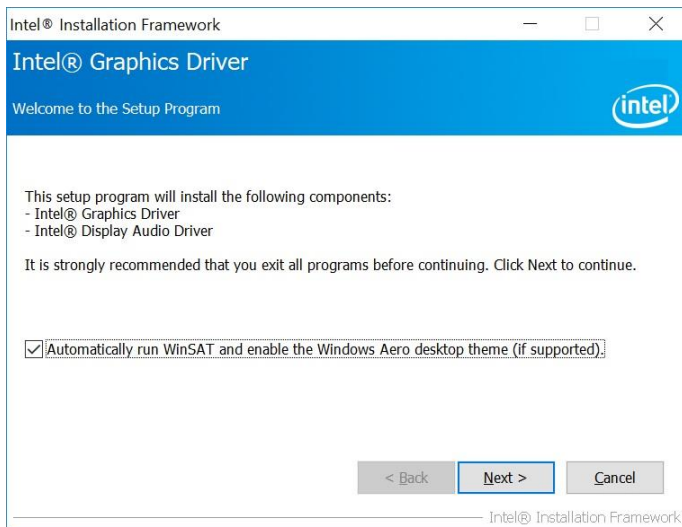 Intel® Installation Framework
Intel® Graphics Driver
Welcome to the Setup Program
intel
This setup program will install the following components:
- Intel® Graphics Driver
- Intel® Display Audio Driver
It is strongly recommended that you exit all programs before continuing. Click Next to continue.
Automatically run WinSAT and enable the Windows Aero desktop theme (if supported).
< Back Next > Cancel
Intel® Installation Framework